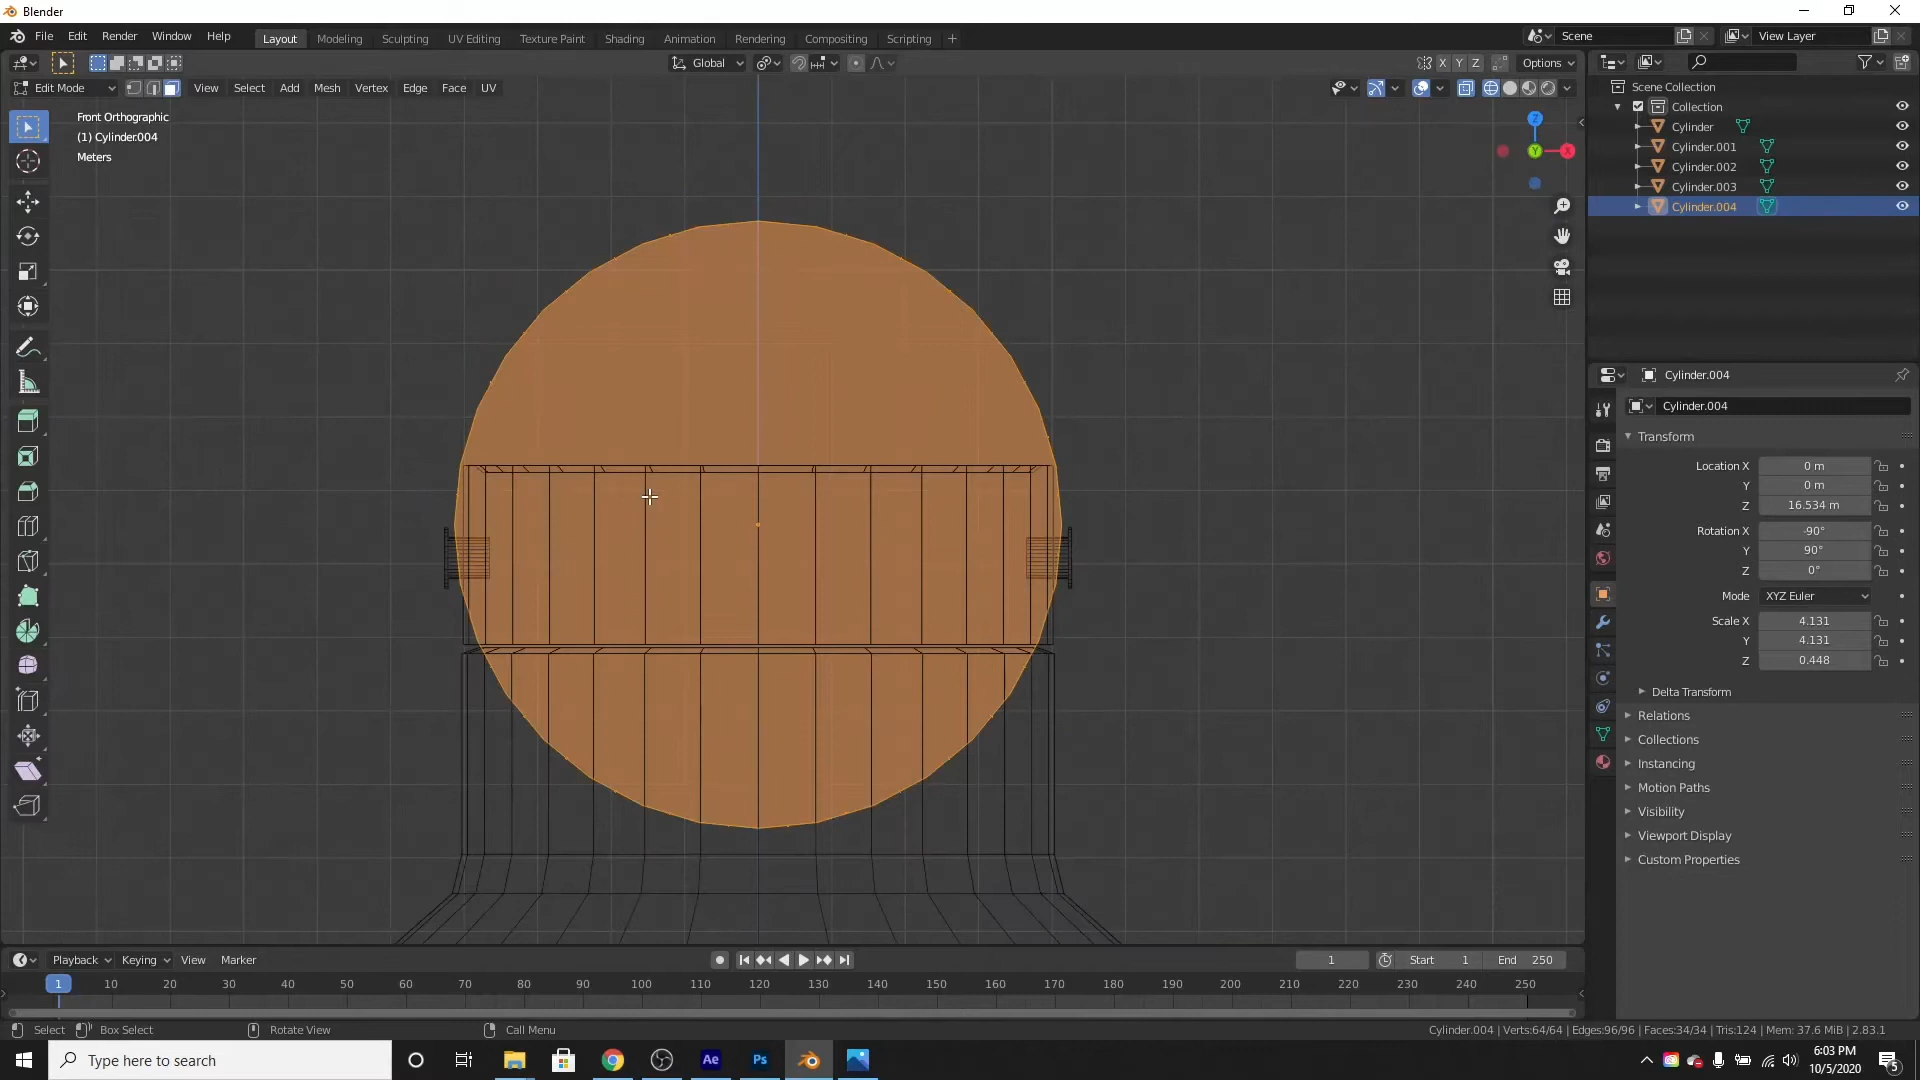 Blender
File Edit Render Window Help
Layout Modeling Sculpting UV Editing Texture Paint Shading Animation Rendering Compositing Scripting +
Scene
View Layer
Global
X Y Z
Options
Edit Mode
View Select Add Mesh Vertex Edge Face UV
Front Orthographic
(1) Cylinder.004
Meters
Z
Y
X
Scene Collection
Collection
Cylinder
Cylinder.001
Cylinder.002
Cylinder.003
Cylinder.004
Cylinder.004
Cylinder.004
Transform
Location X 0 m
Y 0 m
Z 16.534 m
Rotation X -90°
Y 90°
Z 0°
Mode XYZ Euler
Scale X 4.131
Y 4.131
Z 0.448
Delta Transform
Relations
Collections
Instancing
Motion Paths
Visibility
Viewport Display
Custom Properties
Playback Keying View Marker
1
Start 1
End 250
1 10 20 30 40 50 60 70 80 90 100 110 120 130 140 150 160 170 180 190 200 210 220 230 240 250
Select Box Select Rotate View Call Menu
Cylinder.004 | Verts:64/64 | Edges:96/96 | Faces:34/34 | Tris:124 | Mem: 37.6 MiB | 2.83.1
Type here to search
Ae
Ps
6:03 PM
10/5/2020
5